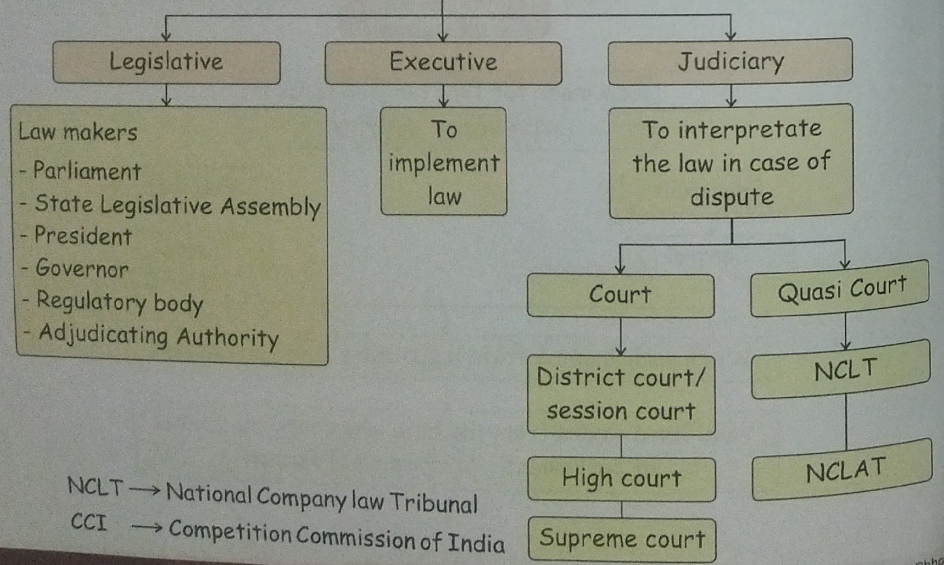 Legislative
Executive
Judiciary
Law makers
- Parliament
- State Legislative Assembly
- President
- Governor
- Regulatory body
- Adjudicating Authority
To
implement
law
To interpretate
the law in case of
dispute
Court
Quasi Court
District court/
session court
NCLT
High court
NCLAT
Supreme court
NCLT → National Company law Tribunal
CCI → Competition Commission of India